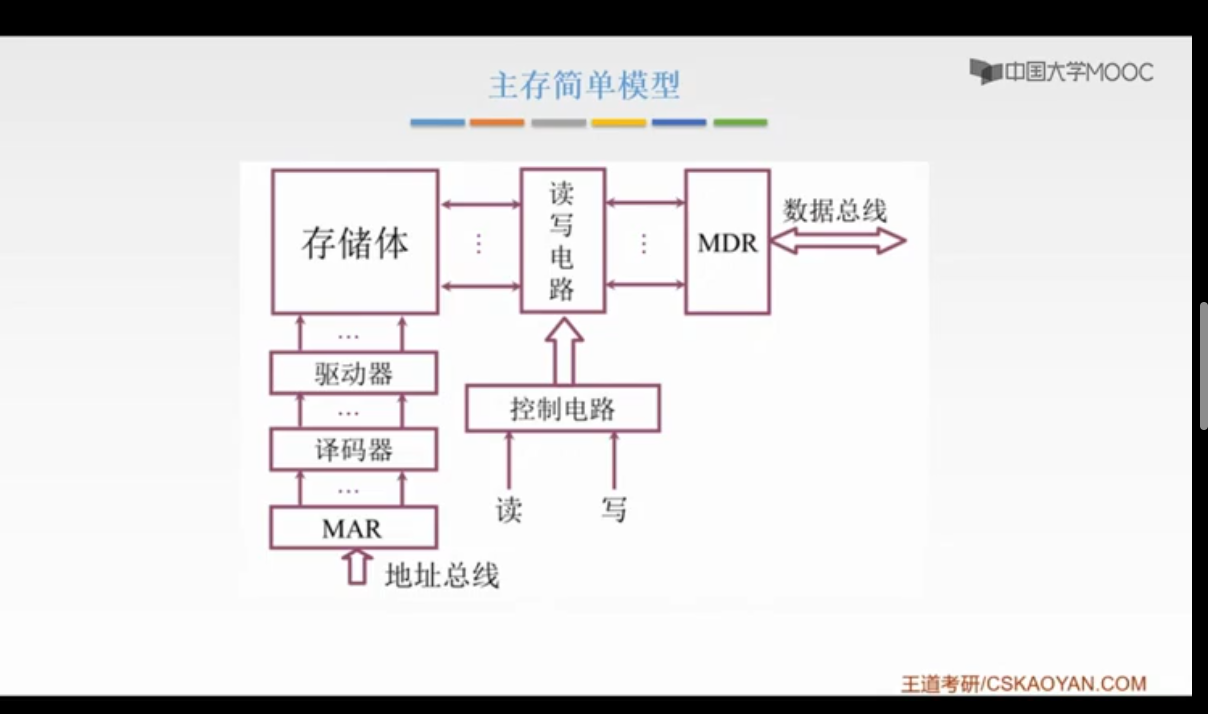 中国大学MOOC
主存简单模型
存储体
读写电路
MDR
数据总线
...
...
...
驱动器
...
控制电路
译码器
...
读
写
MAR
地址总线
王道考研/CSKAOYAN.COM